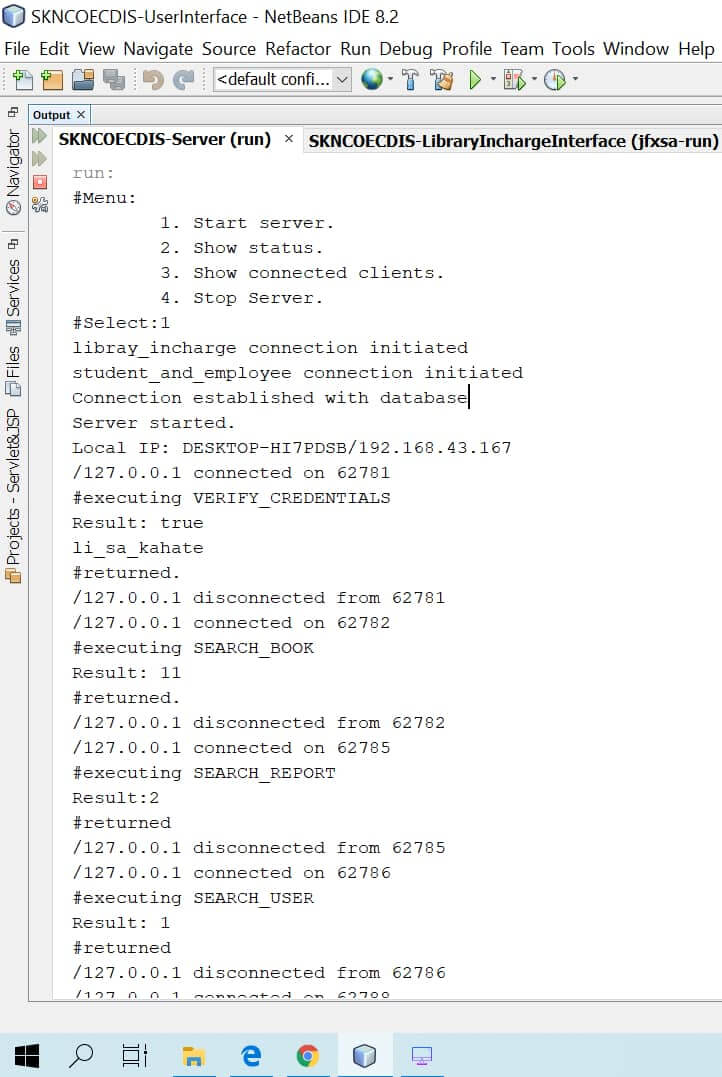 SKNCOECDIS-UserInterface - NetBeans IDE 8.2
File Edit View Navigate Source Refactor Run Debug Profile Team Tools Window Help
<default confi...
Output ×
Navigator
Services
Files
Projects - Servlet&JSP
SKNCOECDIS-Server (run) × SKNCOECDIS-LibraryInchargeInterface (jfxsa-run)
run:
#Menu:
1. Start server.
2. Show status.
3. Show connected clients.
4. Stop Server.
#Select:1
libray_incharge connection initiated
student_and_employee connection initiated
Connection established with database
Server started.
Local IP: DESKTOP-HI7PDSB/192.168.43.167
/127.0.0.1 connected on 62781
#executing VERIFY_CREDENTIALS
Result: true
li_sa_kahate
#returned.
/127.0.0.1 disconnected from 62781
/127.0.0.1 connected on 62782
#executing SEARCH_BOOK
Result: 11
#returned.
/127.0.0.1 disconnected from 62782
/127.0.0.1 connected on 62785
#executing SEARCH_REPORT
Result:2
#returned
/127.0.0.1 disconnected from 62785
/127.0.0.1 connected on 62786
#executing SEARCH_USER
Result: 1
#returned
/127.0.0.1 disconnected from 62786
/127.0.0.1 connected on 62788